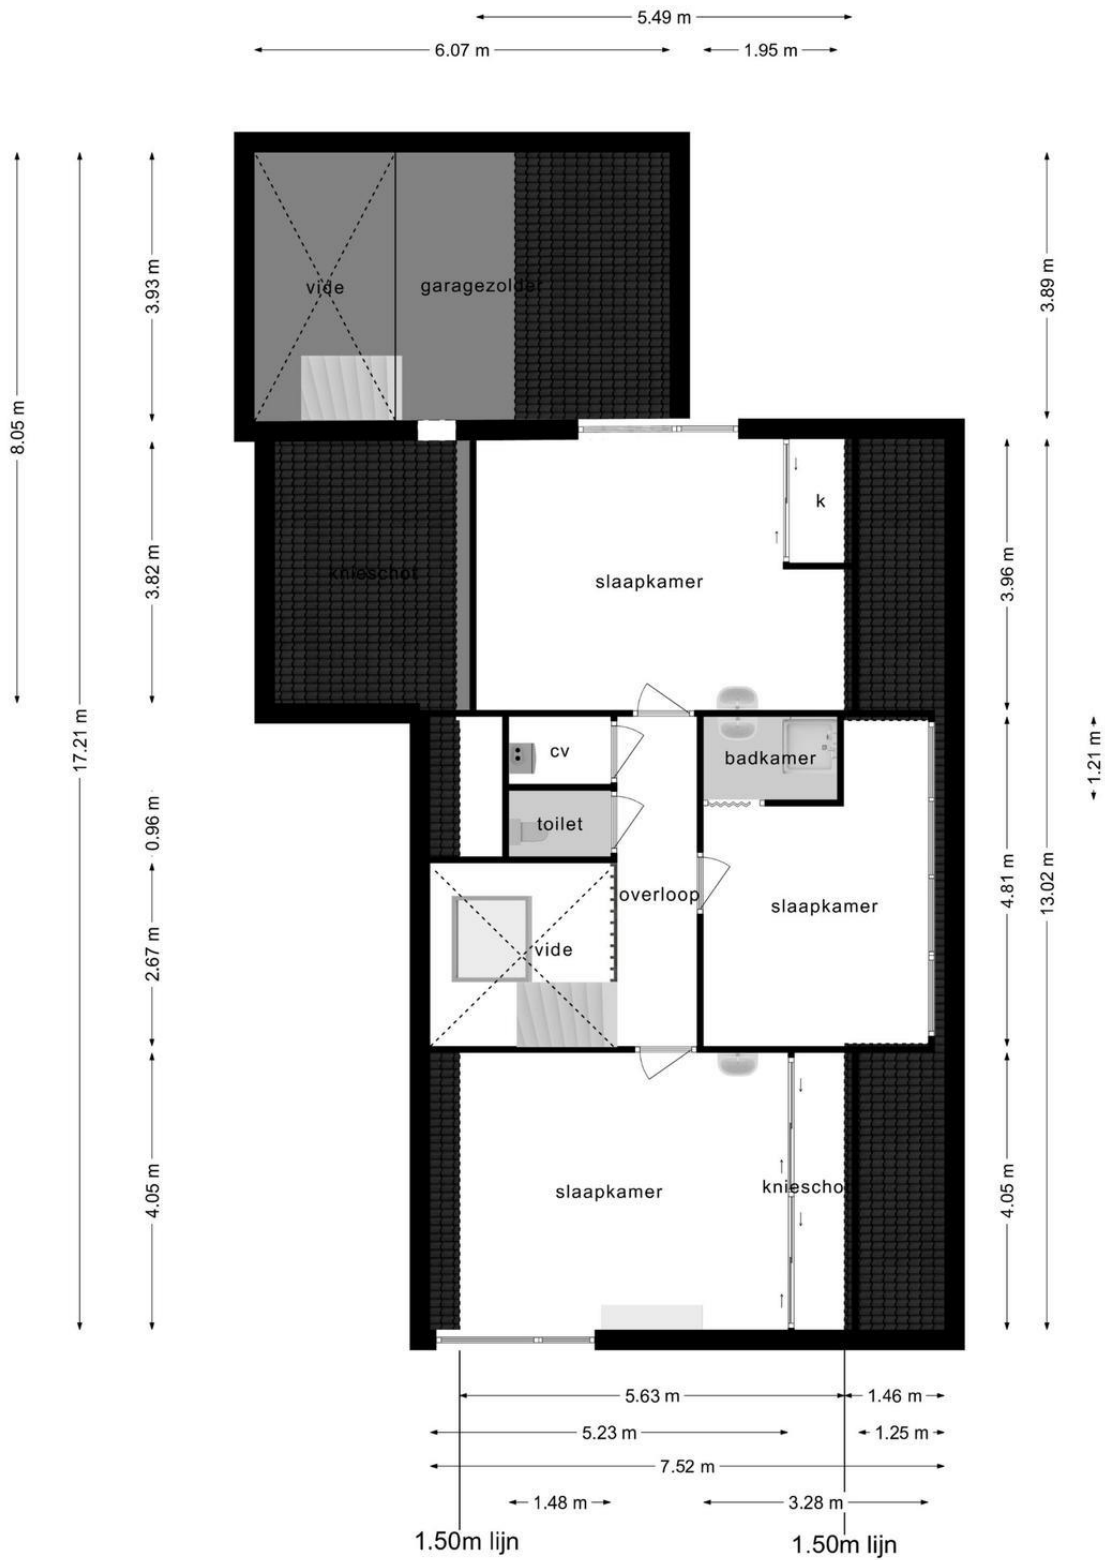 5.49 m
6.07 m
1.95 m
3.93 m
3.89 m
8.05 m
vide
garagezolder
3.82 m
3.96 m
k
knieschot
slaapkamer
17.21 m
1.21 m
cv
badkamer
0.96 m
toilet
4.81 m
13.02 m
overloop
slaapkamer
2.67 m
vide
4.05 m
4.05 m
slaapkamer
knieschot
5.63 m
1.46 m
5.23 m
1.25 m
7.52 m
1.48 m
3.28 m
1.50m lijn
1.50m lijn